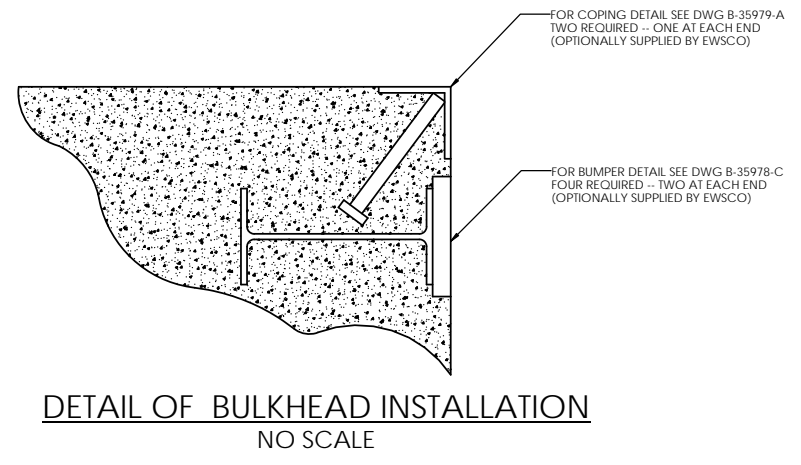 FOR COPING DETAIL SEE DWG B-35979-A
TWO REQUIRED -- ONE AT EACH END
(OPTIONALLY SUPPLIED BY EWSCO)
FOR BUMPER DETAIL SEE DWG B-35978-C
FOUR REQUIRED -- TWO AT EACH END
(OPTIONALLY SUPPLIED BY EWSCO)
DETAIL OF BULKHEAD INSTALLATION
NO SCALE